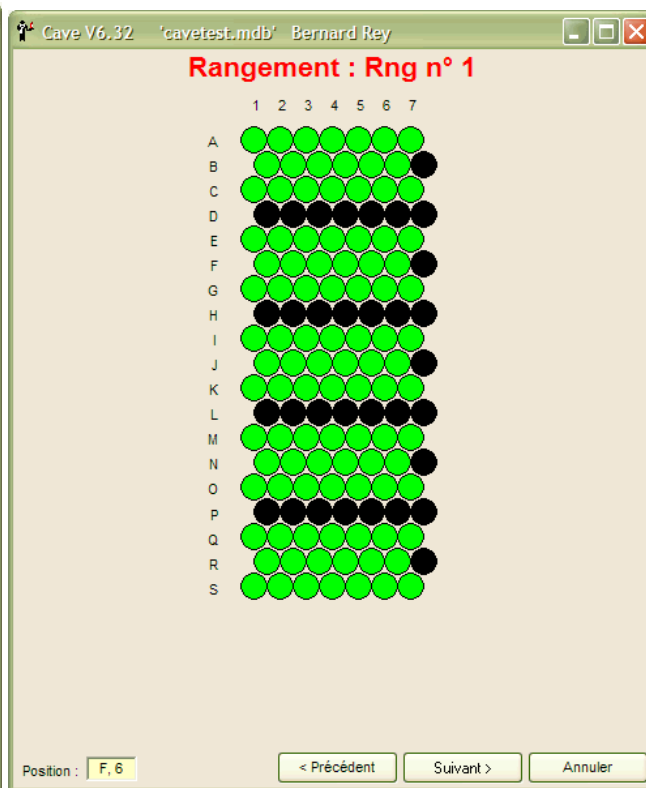 Cave V6.32 'cavetest.mdb' Bernard Rey
Rangement : Rng n° 1
1 2 3 4 5 6 7
A
B
C
D
E
F
G
H
I
J
K
L
M
N
O
P
Q
R
S
Position : F, 6 < Précédent Suivant > Annuler